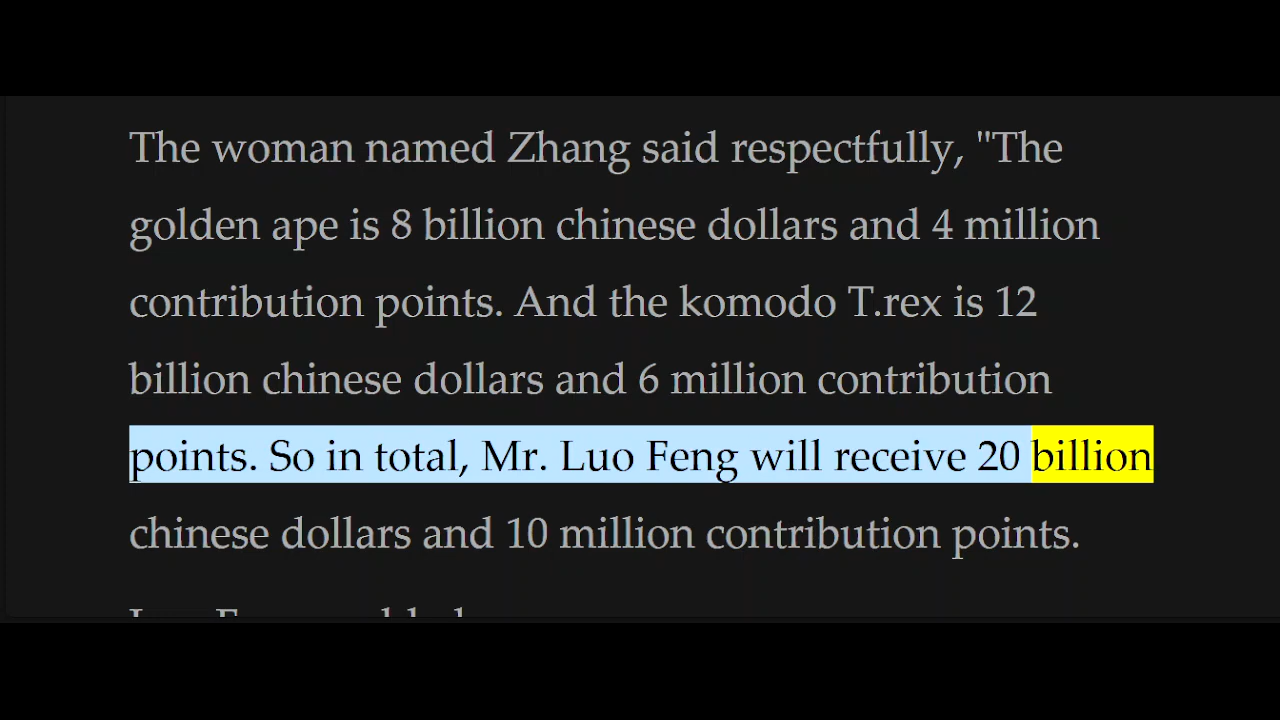 The woman named Zhang said respectfully, "The
golden ape is 8 billion chinese dollars and 4 million
contribution points. And the komodo T.rex is 12
billion chinese dollars and 6 million contribution
points. So in total, Mr. Luo Feng will receive 20 billion
chinese dollars and 10 million contribution points.